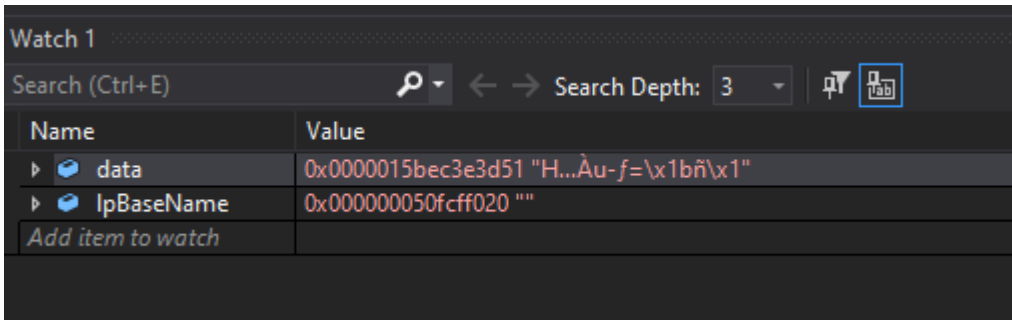 Watch 1
Search (Ctrl+E) Search Depth: 3
Name Value
data 0x0000015bec3e3d51 "H...Àu-ƒ=\x1bñ\x1"
lpBaseName 0x000000050fcff020 ""
Add item to watch